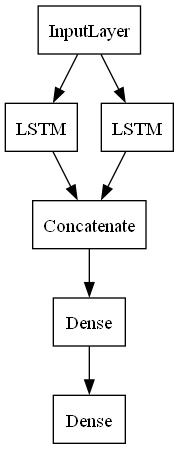 InputLayer
LSTM
LSTM
Concatenate
Dense
Dense